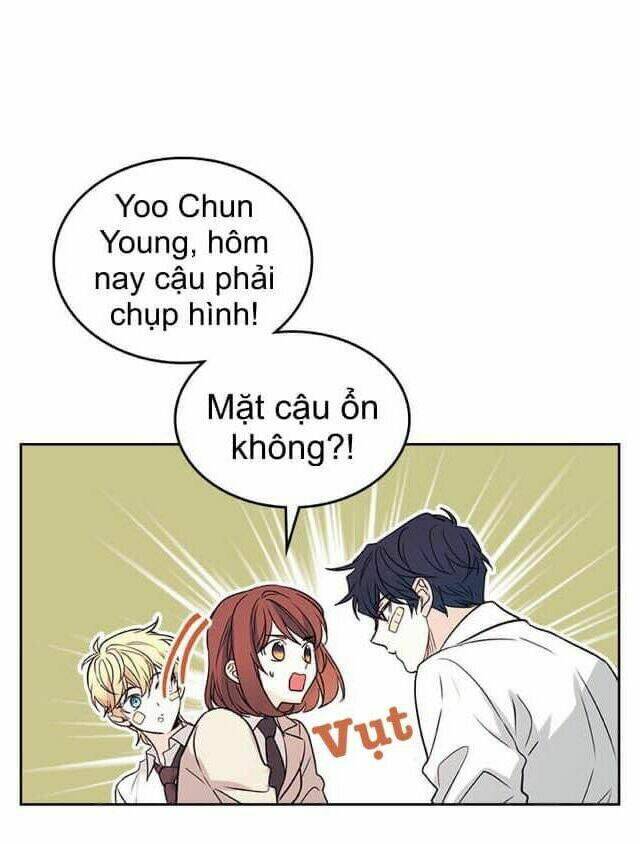 Yoo Chun
Young, hôm
nay cậu phải
chụp hình!
Mặt cậu ổn
không?!
Vụt